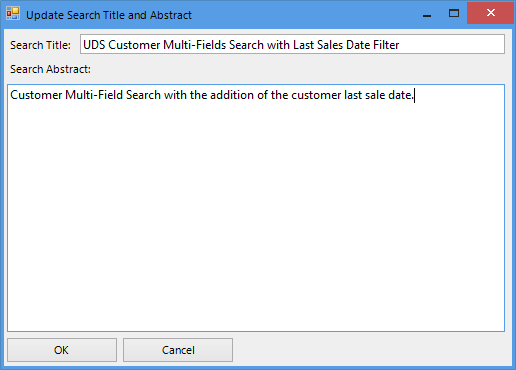 Update Search Title and Abstract
Search Title: UDS Customer Multi-Fields Search with Last Sales Date Filter
Search Abstract:
Customer Multi-Field Search with the addition of the customer last sale date.
OK Cancel